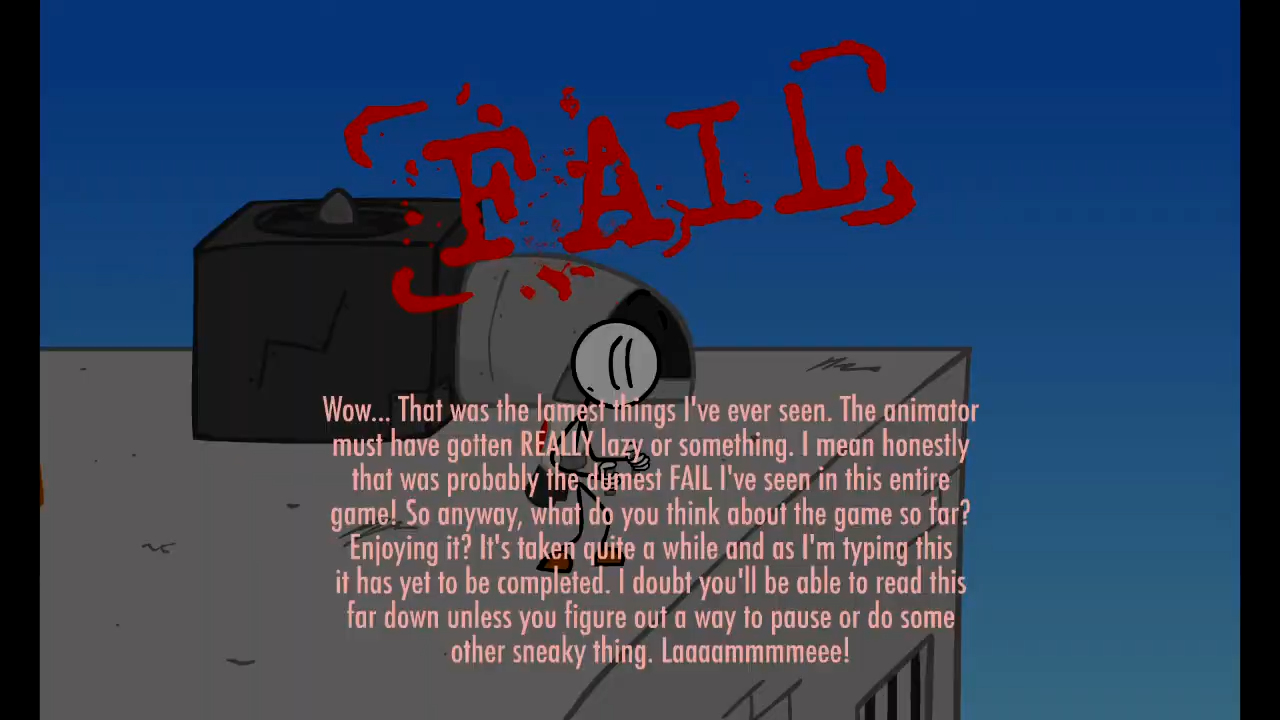 FAIL
Wow... That was the lamest things I've ever seen. The animator
must have gotten REALLY lazy or something. I mean honestly
that was probably the dumest FAIL I've seen in this entire
game! So anyway, what do you think about the game so far?
Enjoying it? It's taken quite a while and as I'm typing this
it has yet to be completed. I doubt you'll be able to read this
far down unless you figure out a way to pause or do some
other sneaky thing. Laaaammmmeee!